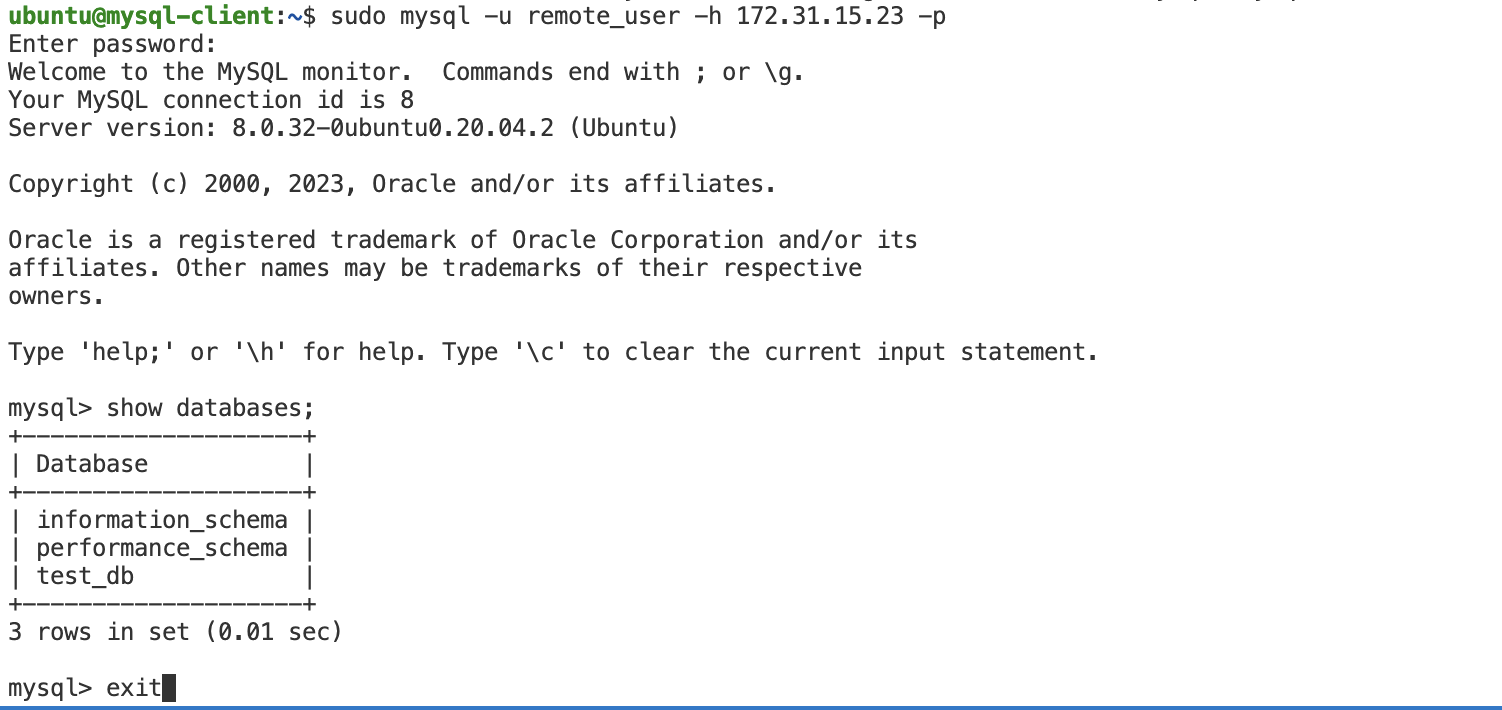 ubuntu@mysql-client:~$ sudo mysql -u remote_user -h 172.31.15.23 -p
Enter password:
Welcome to the MySQL monitor.  Commands end with ; or \g.
Your MySQL connection id is 8
Server version: 8.0.32-0ubuntu0.20.04.2 (Ubuntu)

Copyright (c) 2000, 2023, Oracle and/or its affiliates.

Oracle is a registered trademark of Oracle Corporation and/or its
affiliates. Other names may be trademarks of their respective
owners.

Type 'help;' or '\h' for help. Type '\c' to clear the current input statement.

mysql> show databases;
+--------------------+
| Database           |
+--------------------+
| information_schema |
| performance_schema |
| test_db            |
+--------------------+
3 rows in set (0.01 sec)

mysql> exit